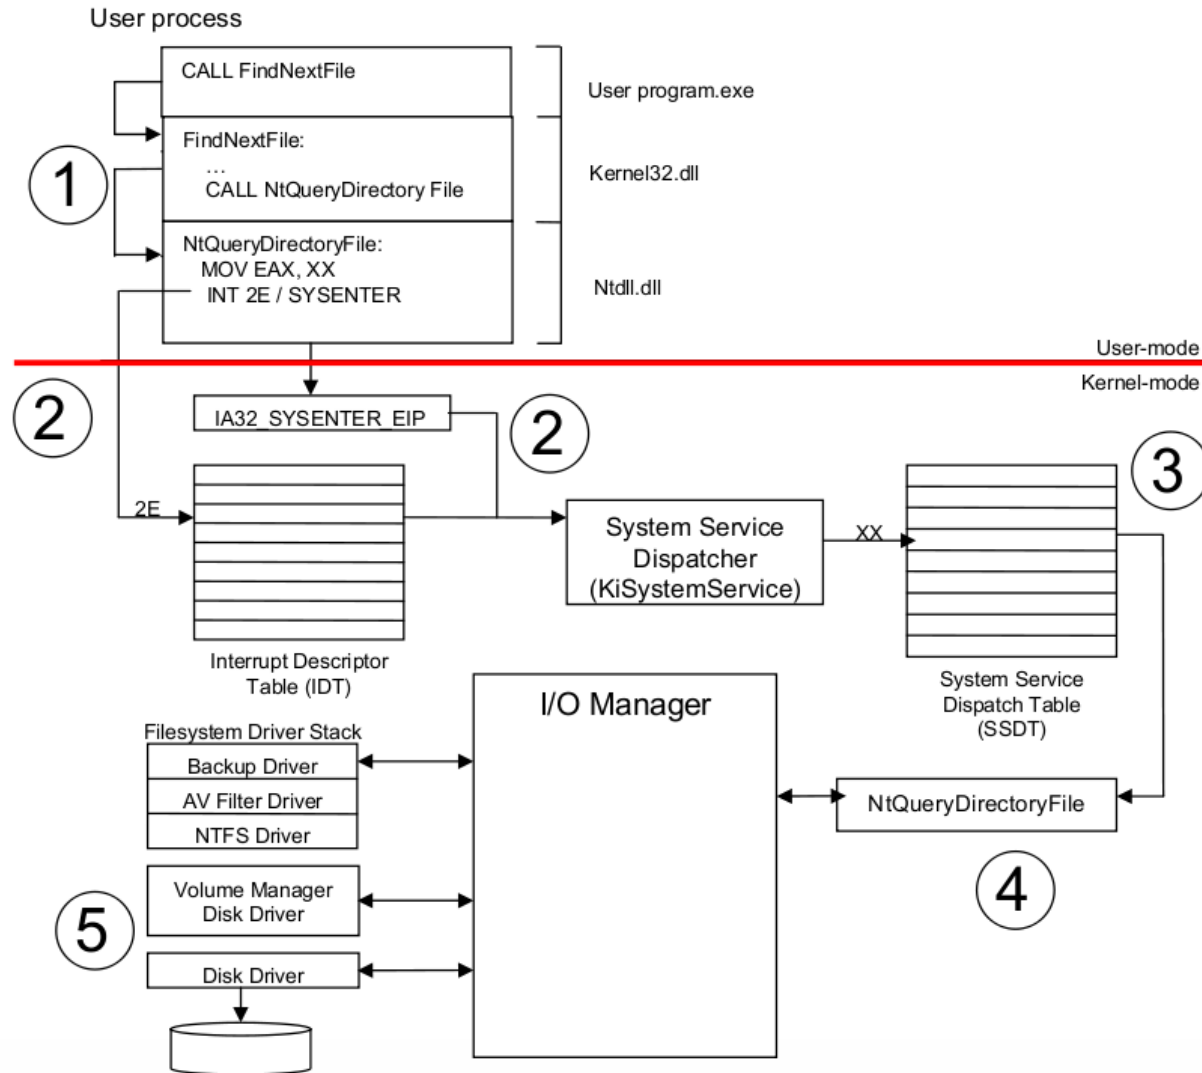 User process
CALL FindNextFile
User program.exe
FindNextFile:
...
CALL NtQueryDirectory File
Kernel32.dll
1
NtQueryDirectoryFile:
MOV EAX, XX
INT 2E / SYSENTER
Ntdll.dll
User-mode
Kernel-mode
2
IA32_SYSENTER_EIP
2
3
2E
System Service
Dispatcher
(KiSystemService)
XX
Interrupt Descriptor
Table (IDT)
System Service
Dispatch Table
(SSDT)
I/O Manager
Filesystem Driver Stack
Backup Driver
AV Filter Driver
NTFS Driver
NtQueryDirectoryFile
4
Volume Manager
Disk Driver
5
Disk Driver